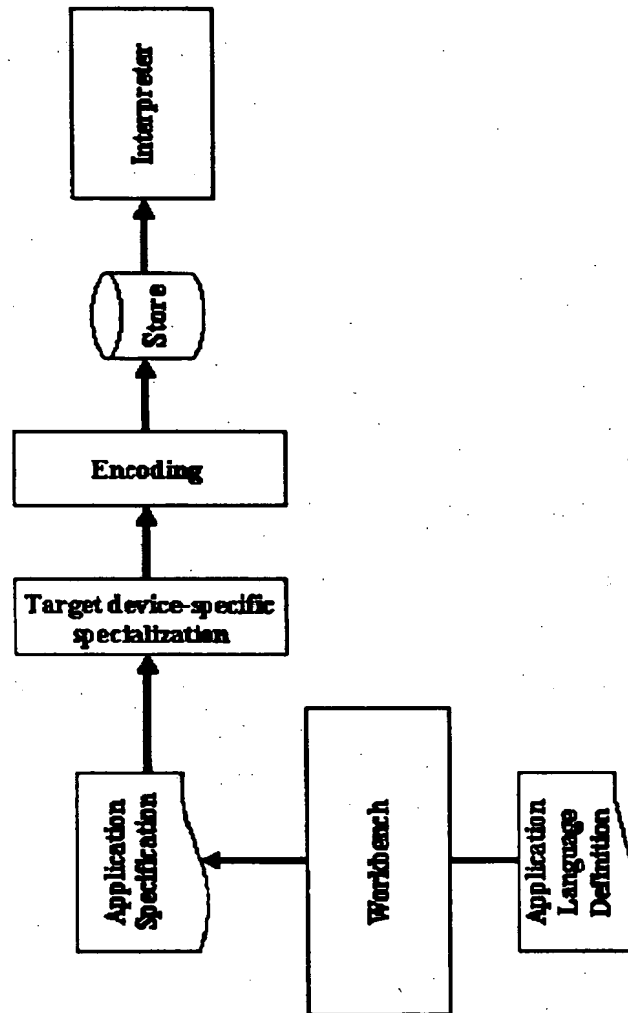 Interpreter
Store
Encoding
Target device-specific
specialization
Application
Specification
Workbench
Application
Language
Definition